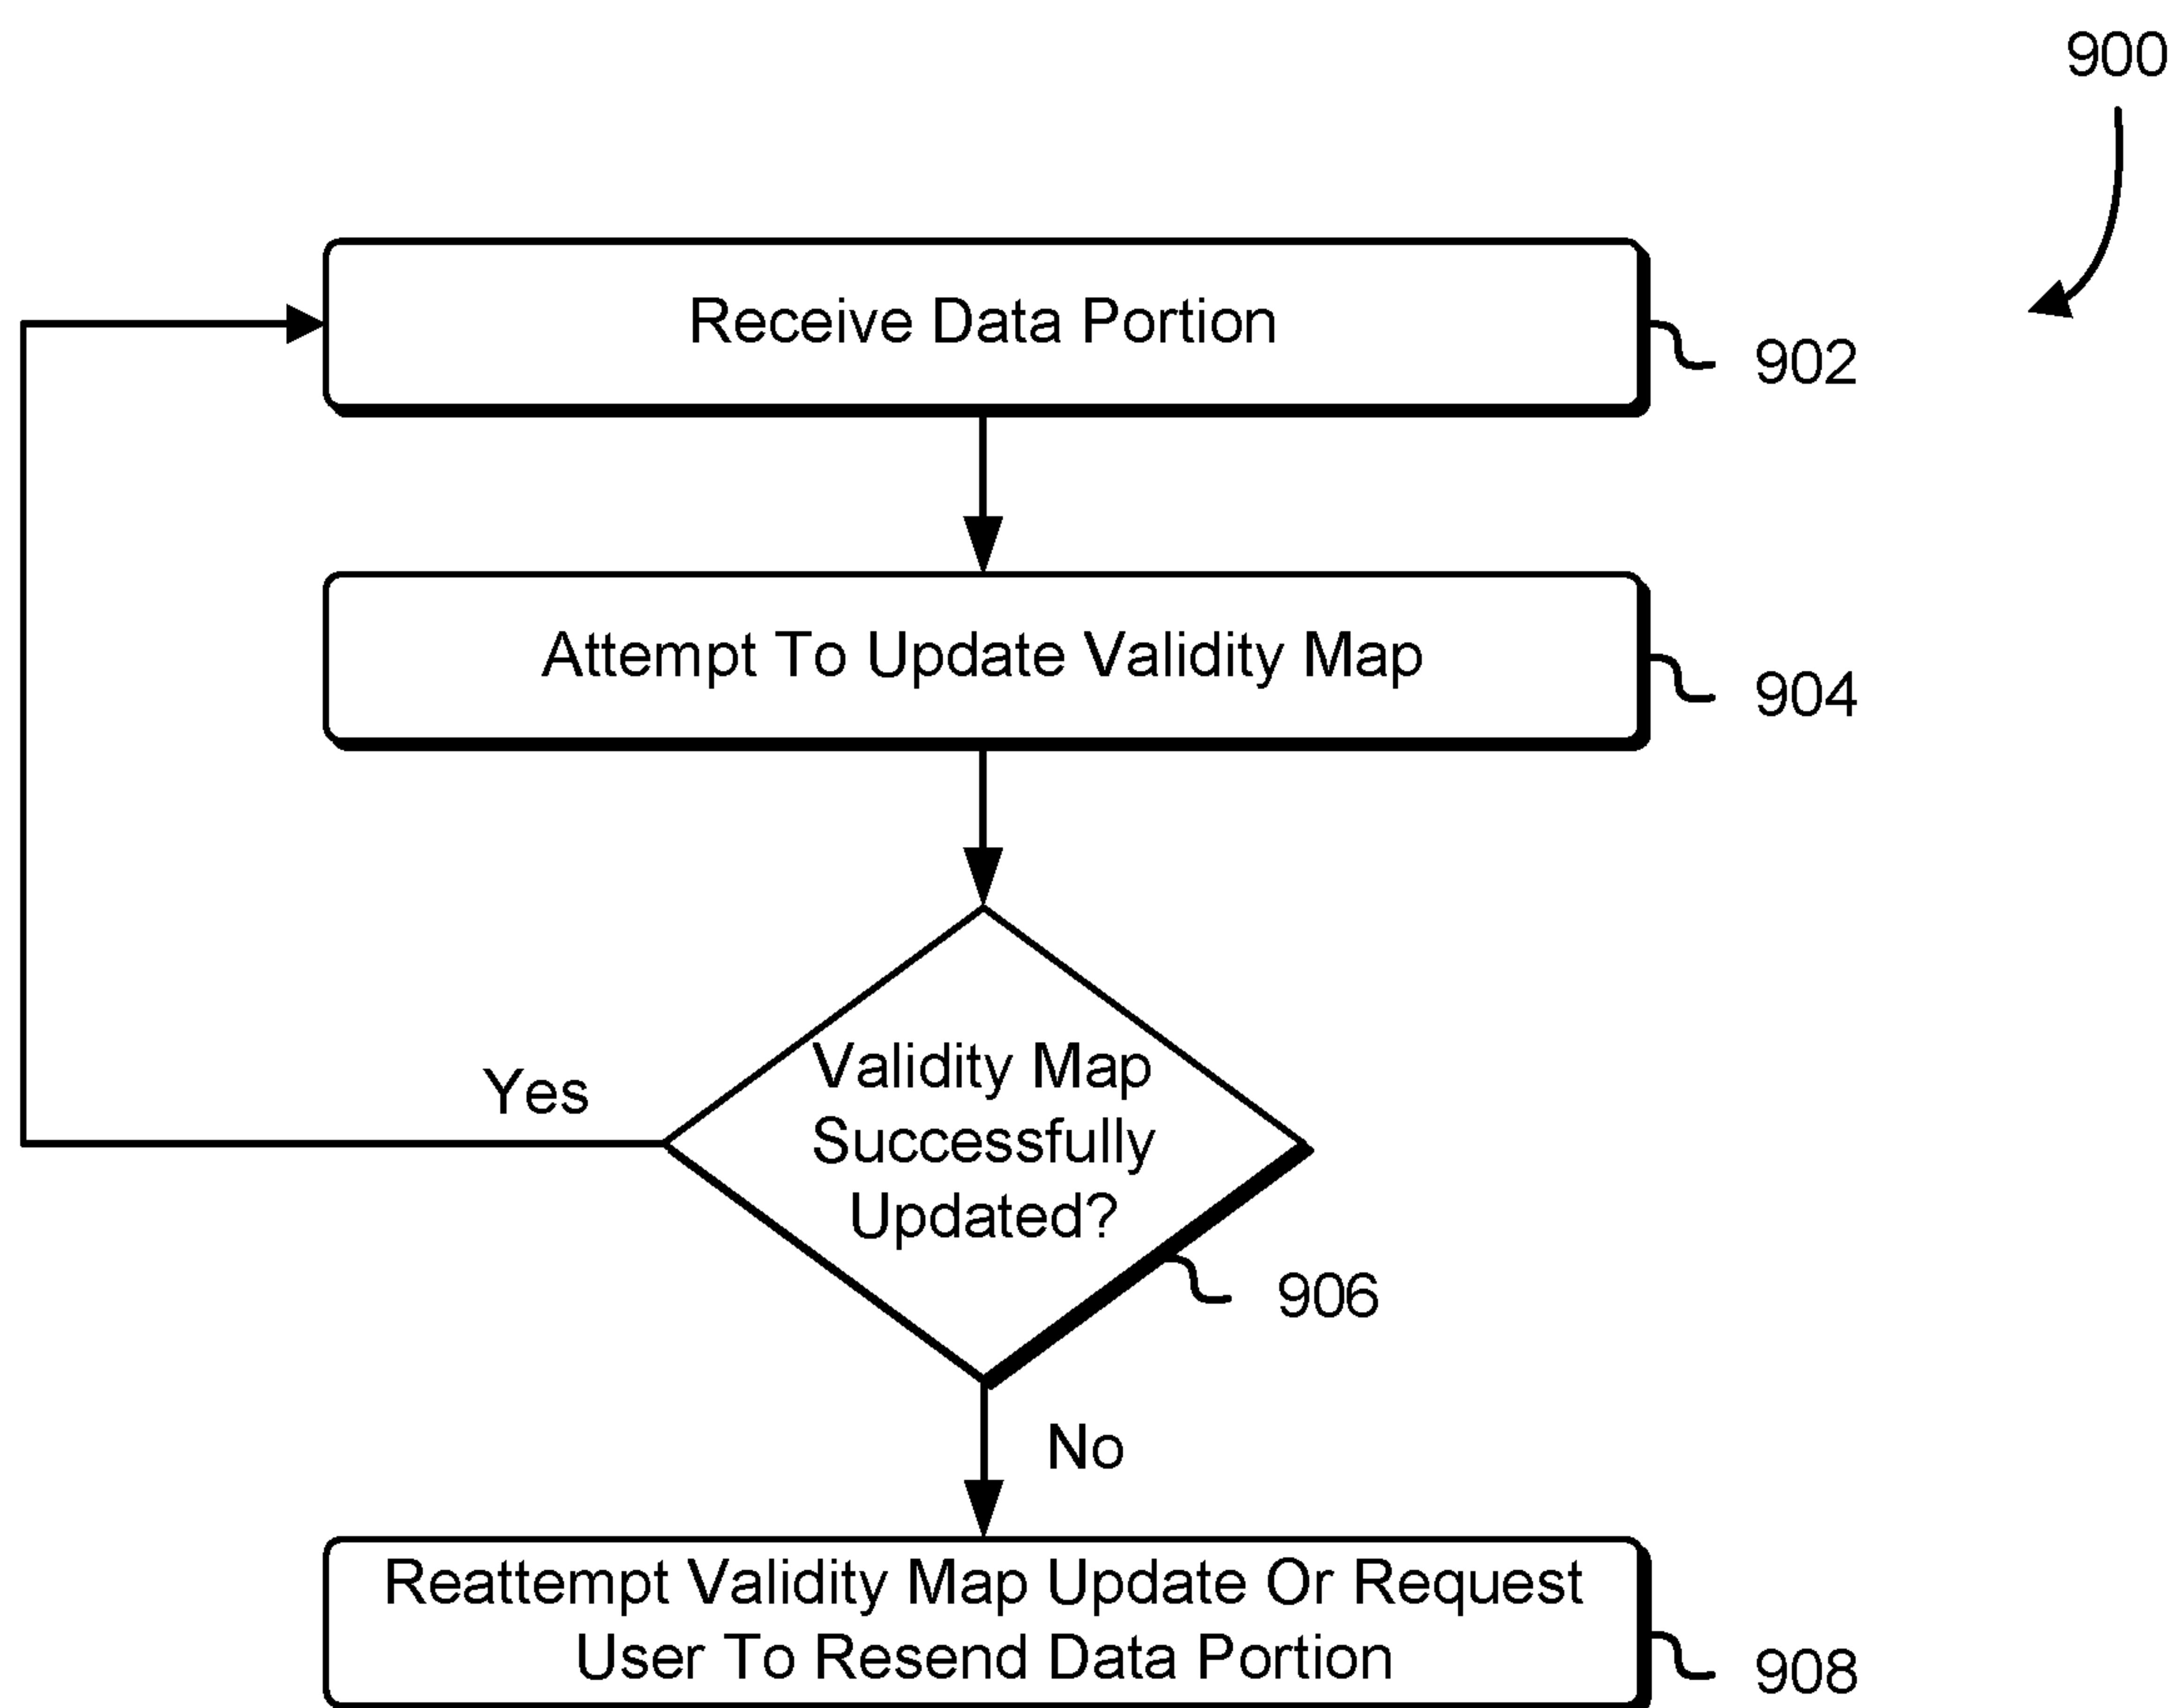 900
Receive Data Portion
902
Attempt To Update Validity Map
904
Validity Map
Successfully
Updated?
Yes
906
No
Reattempt Validity Map Update Or Request
User To Resend Data Portion
908